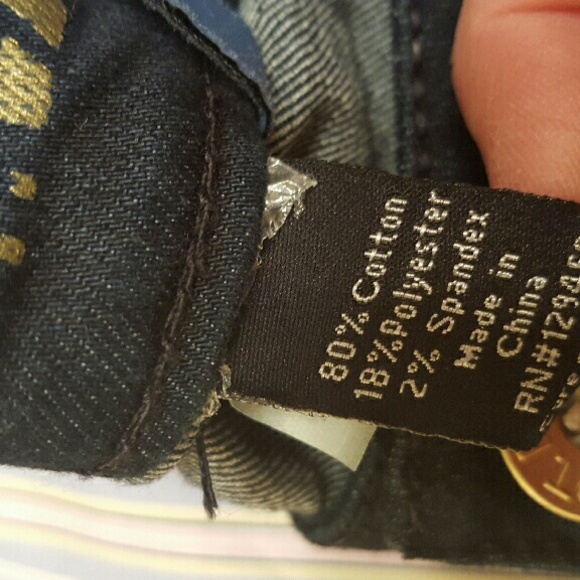 80% Cotton
18% Polyester
2% Spandex
Made in
China